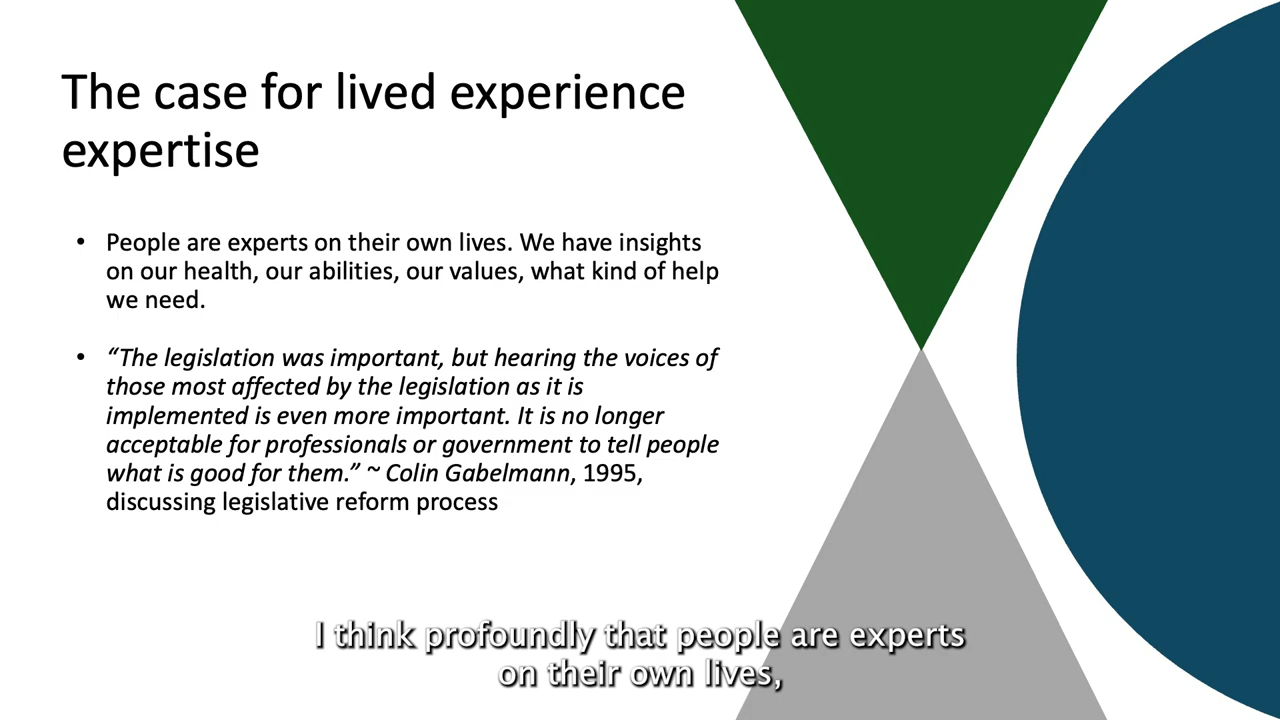 The case for lived experience
expertise
• People are experts on their own lives. We have insights
on our health, our abilities, our values, what kind of help
we need.
• “The legislation was important, but hearing the voices of
those most affected by the legislation as it is
implemented is even more important. It is no longer
acceptable for professionals or government to tell people
what is good for them.” ~ Colin Gabelmann, 1995,
discussing legislative reform process
I think profoundly that people are experts
on their own lives,